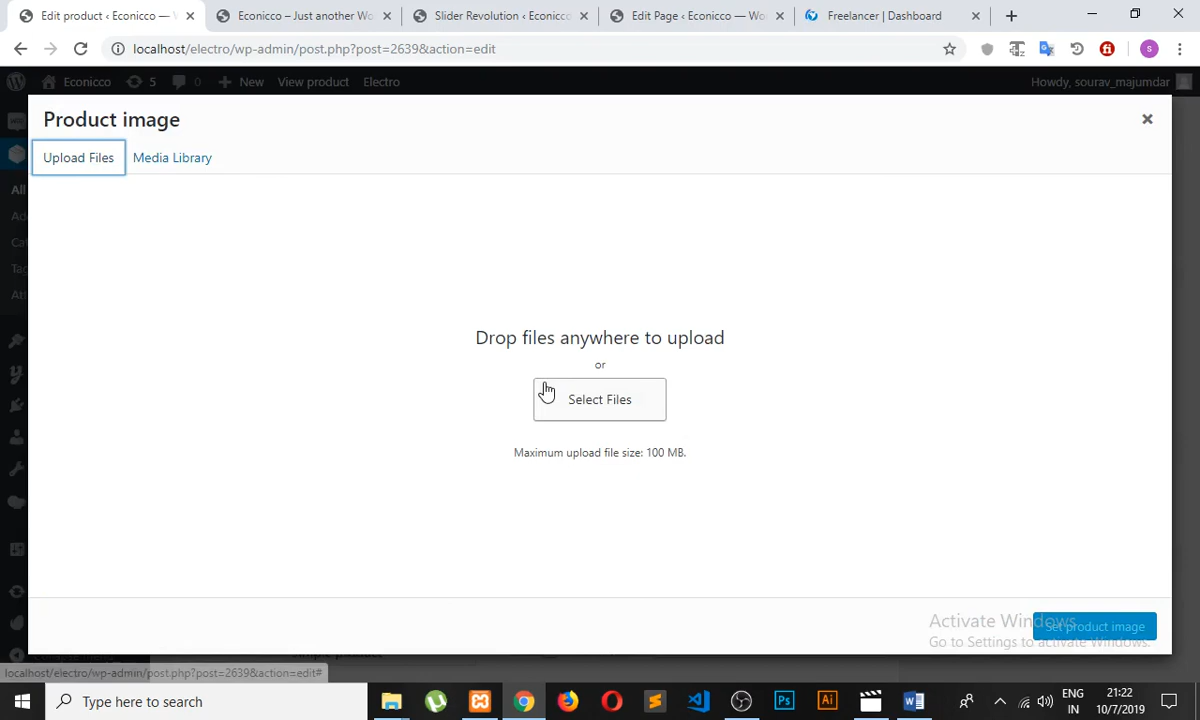 Edit product ‹ Econicco — W
Econicco – Just another Wo
Slider Revolution ‹ Econicco
Edit Page ‹ Econicco — Wo
Freelancer | Dashboard
localhost/electro/wp-admin/post.php?post=2639&action=edit
Econicco 5 0 New View product Electro
Howdy, sourav_majumdar
Product image
Upload Files
Media Library
All
Drop files anywhere to upload
or
Select Files
Maximum upload file size: 100 MB.
Activate Windows
Go to Settings to activate Windows.
Set product image
localhost/electro/wp-admin/post.php?post=2639&action=edit#
Type here to search
Ps
Ai
ENG
IN
21:22
10/7/2019